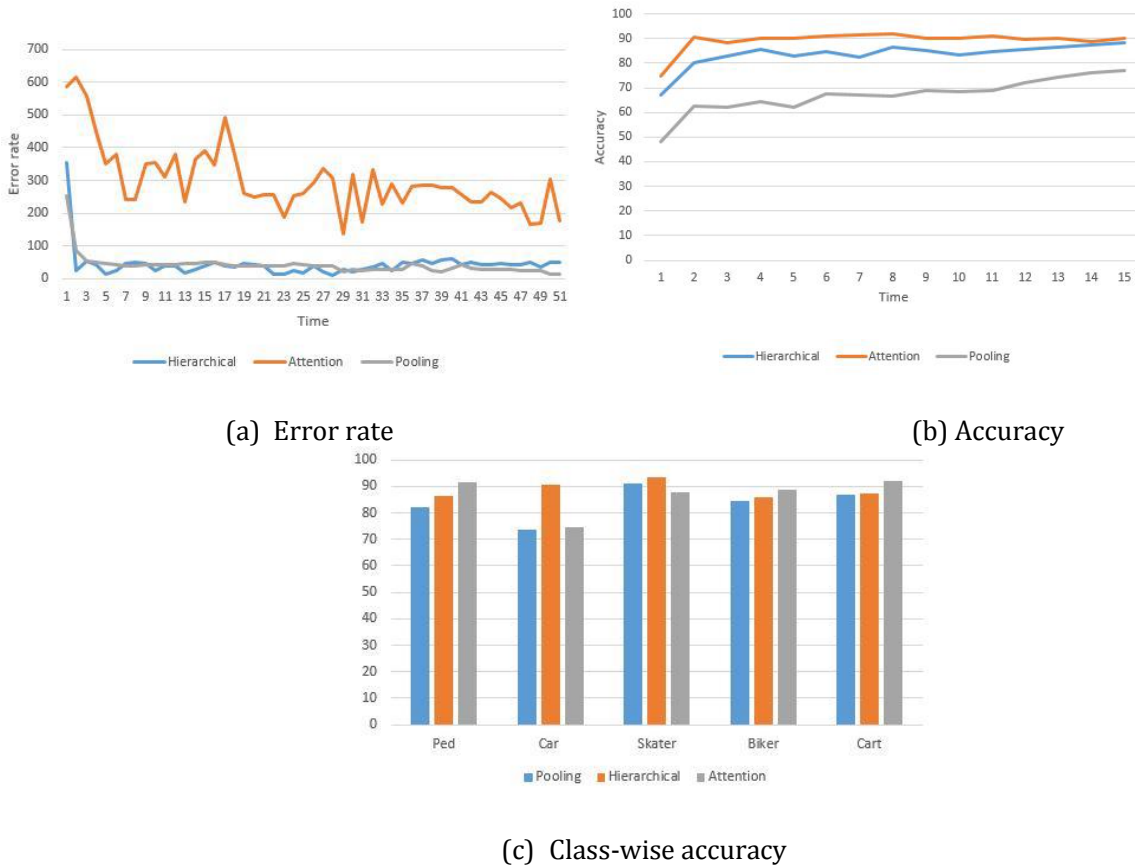 700
600
500
400
300
200
100
0
Error rate
1 3 5 7 9 11 13 15 17 19 21 23 25 27 29 31 33 35 37 39 41 43 45 47 49 51
Time
Hierarchical Attention Pooling
(a) Error rate
100
90
80
70
60
50
40
30
20
10
0
Accuracy
1 2 3 4 5 6 7 8 9 10 11 12 13 14 15
Time
Hierarchical Attention Pooling
(b) Accuracy
100
90
80
70
60
50
40
30
20
10
0
Ped Car Skater Biker Cart
Pooling Hierarchical Attention
(c) Class-wise accuracy